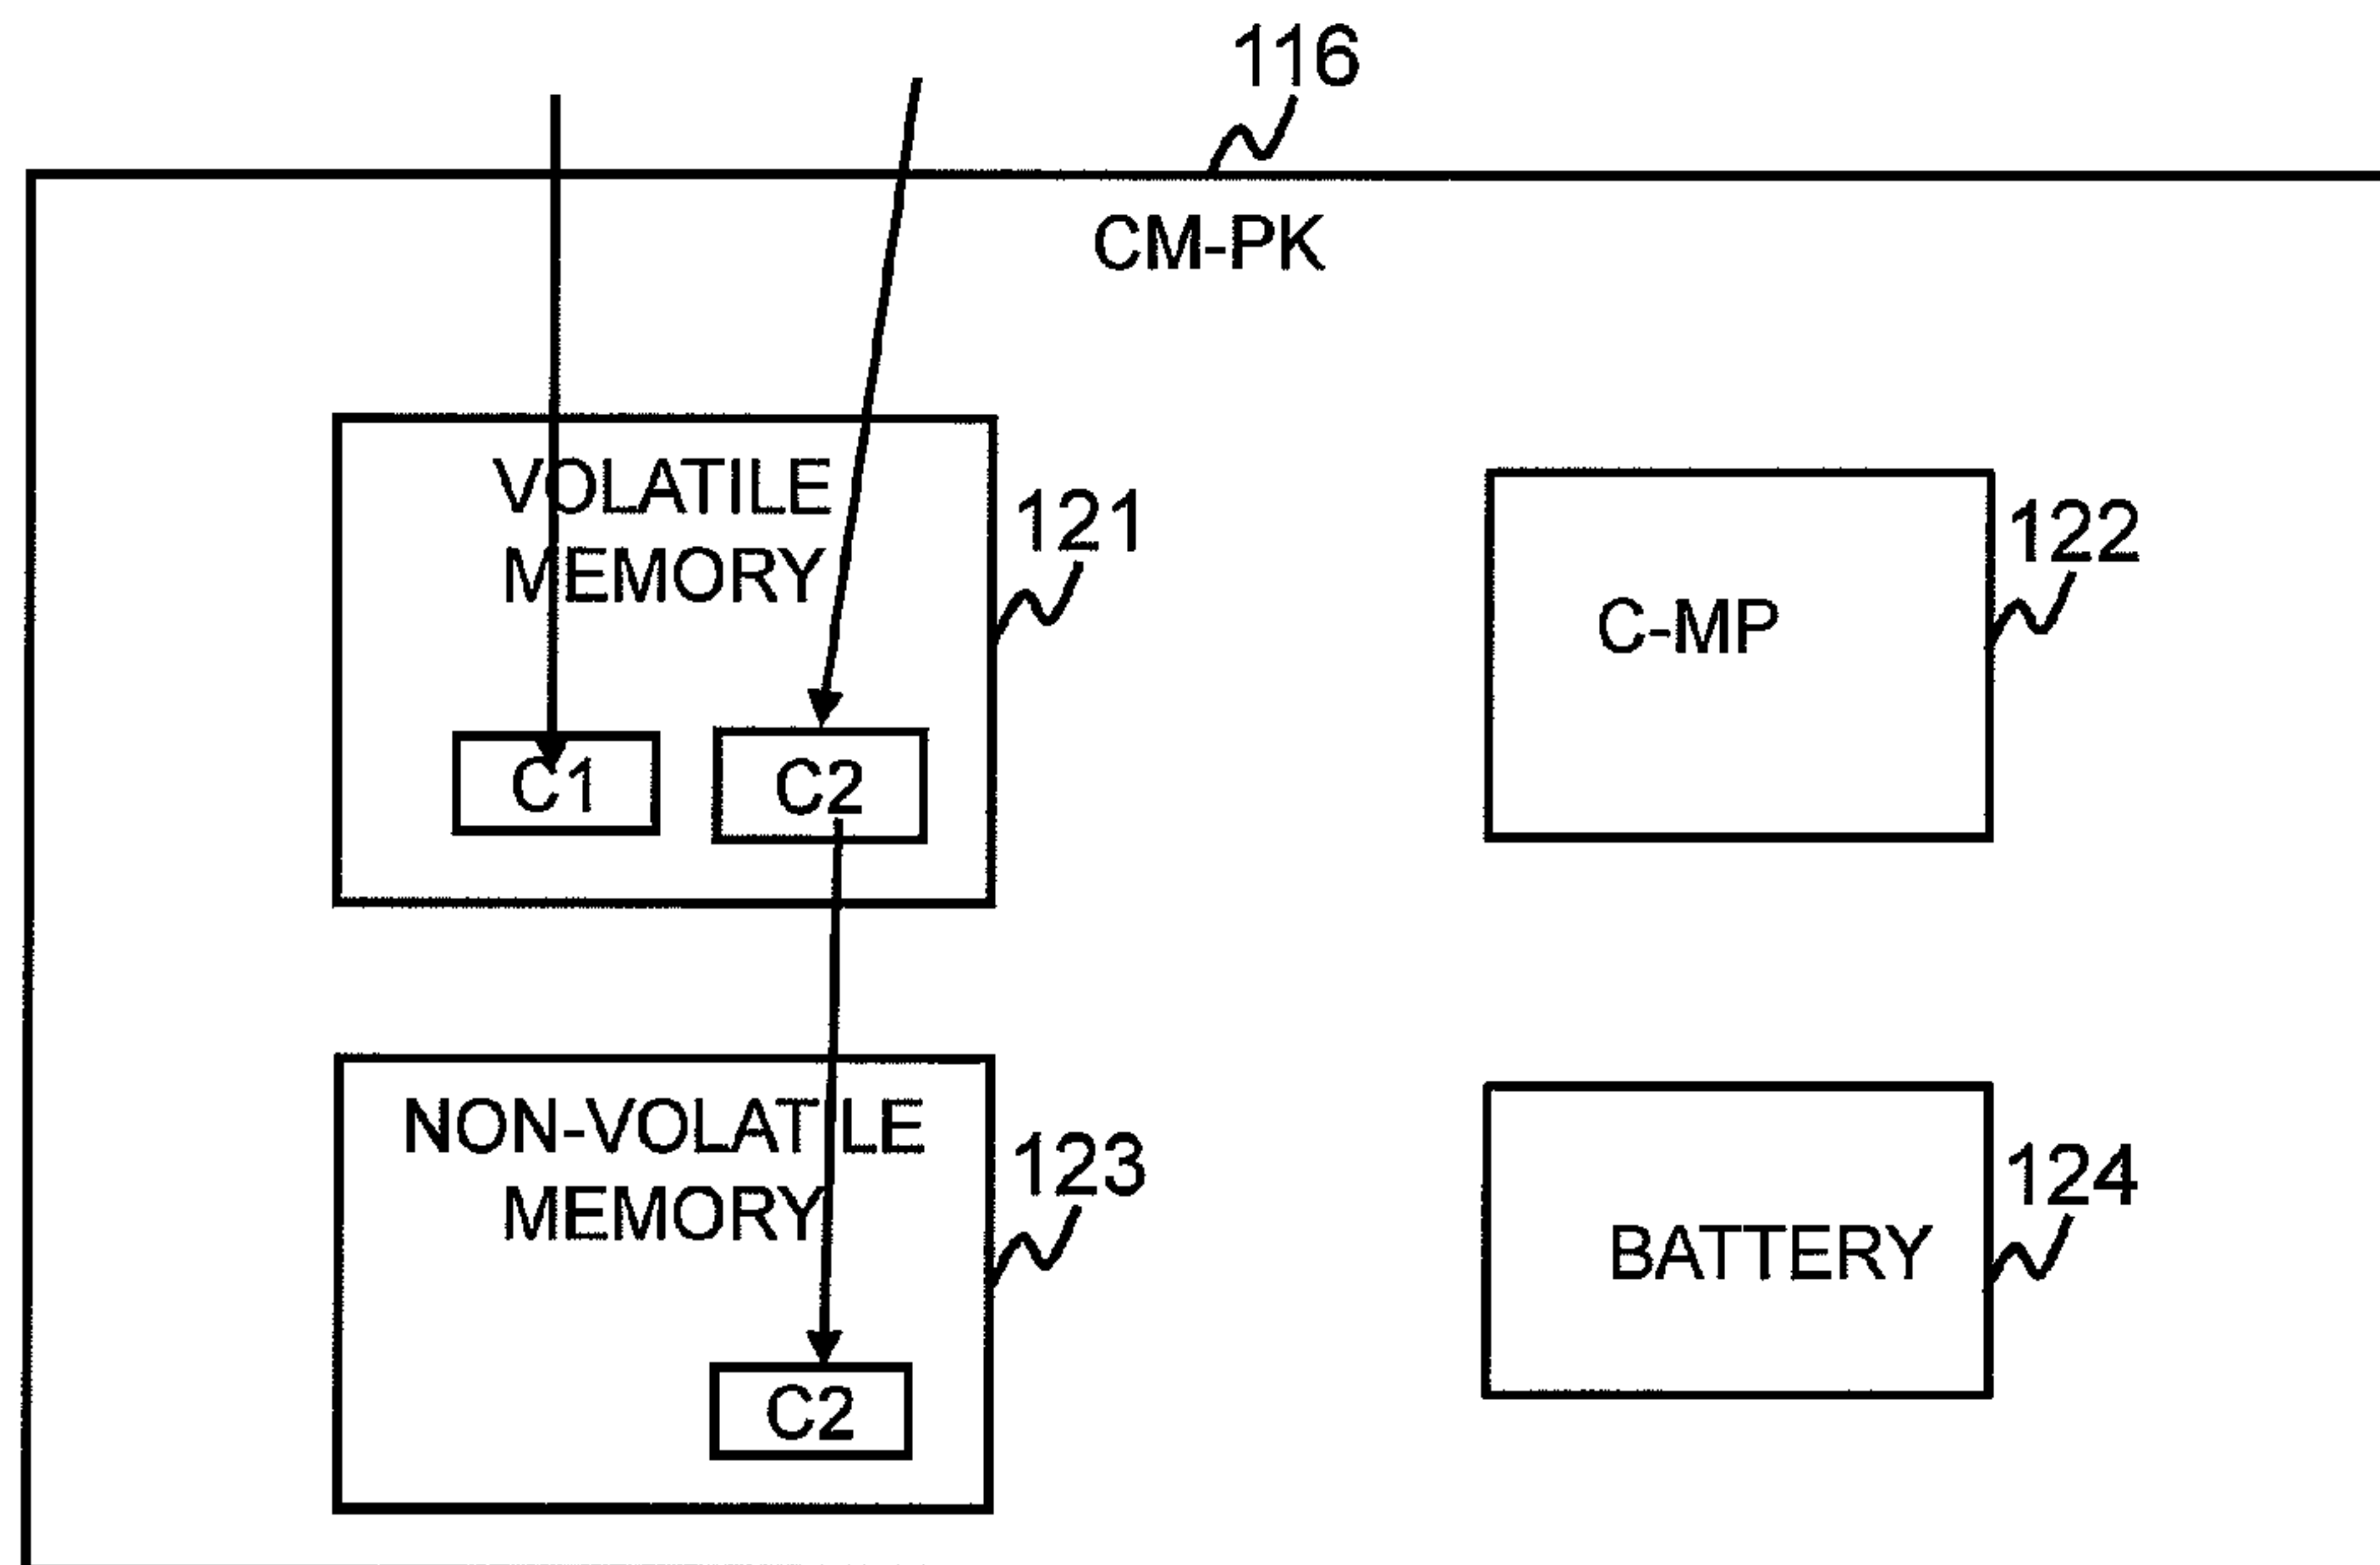 116
CM-PK
VOLATILE
MEMORY
121
C1
C2
C-MP
122
NON-VOLATILE
MEMORY
123
C2
BATTERY
124